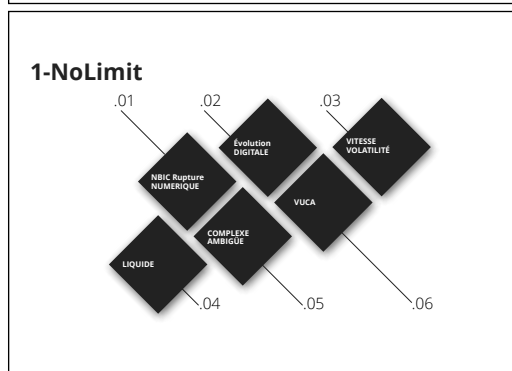 1-NoLimit
.01
.02
.03
Évolution
DIGITALE
VITESSE
VOLATILITÉ
NBIC Rupture
NUMERIQUE
VUCA
COMPLEXE
AMBIGÜE
LIQUIDE
.04
.05
.06